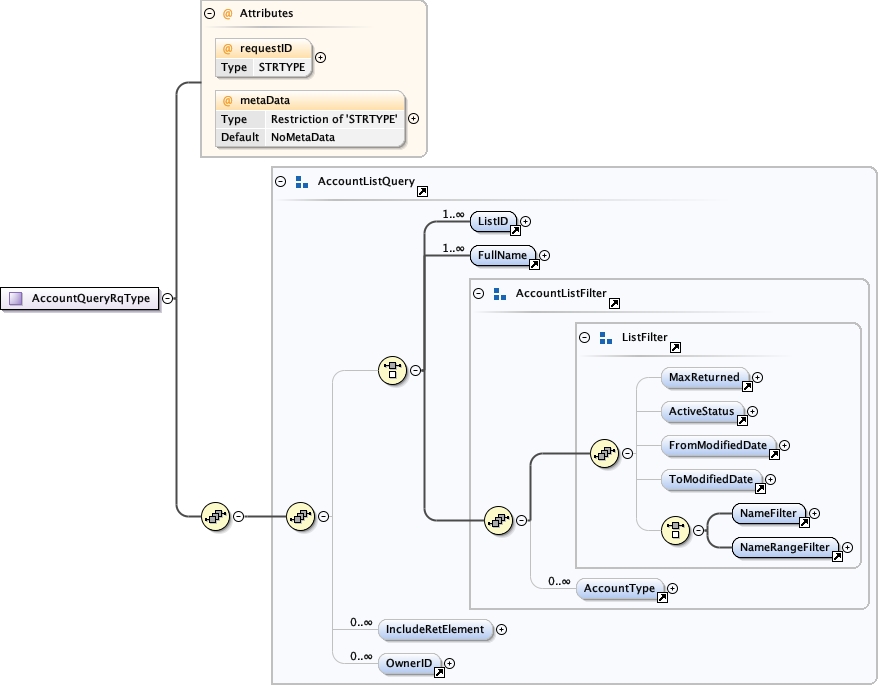 @ Attributes
@ requestID
Type STRTYPE
@ metaData
Type Restriction of 'STRTYPE'
Default NoMetaData
AccountListQuery
1..∞ ListID
1..∞ FullName
AccountListFilter
AccountQueryRqType
ListFilter
MaxReturned
ActiveStatus
FromModifiedDate
ToModifiedDate
NameFilter
NameRangeFilter
0..∞ AccountType
0..∞ IncludeRetElement
0..∞ OwnerID